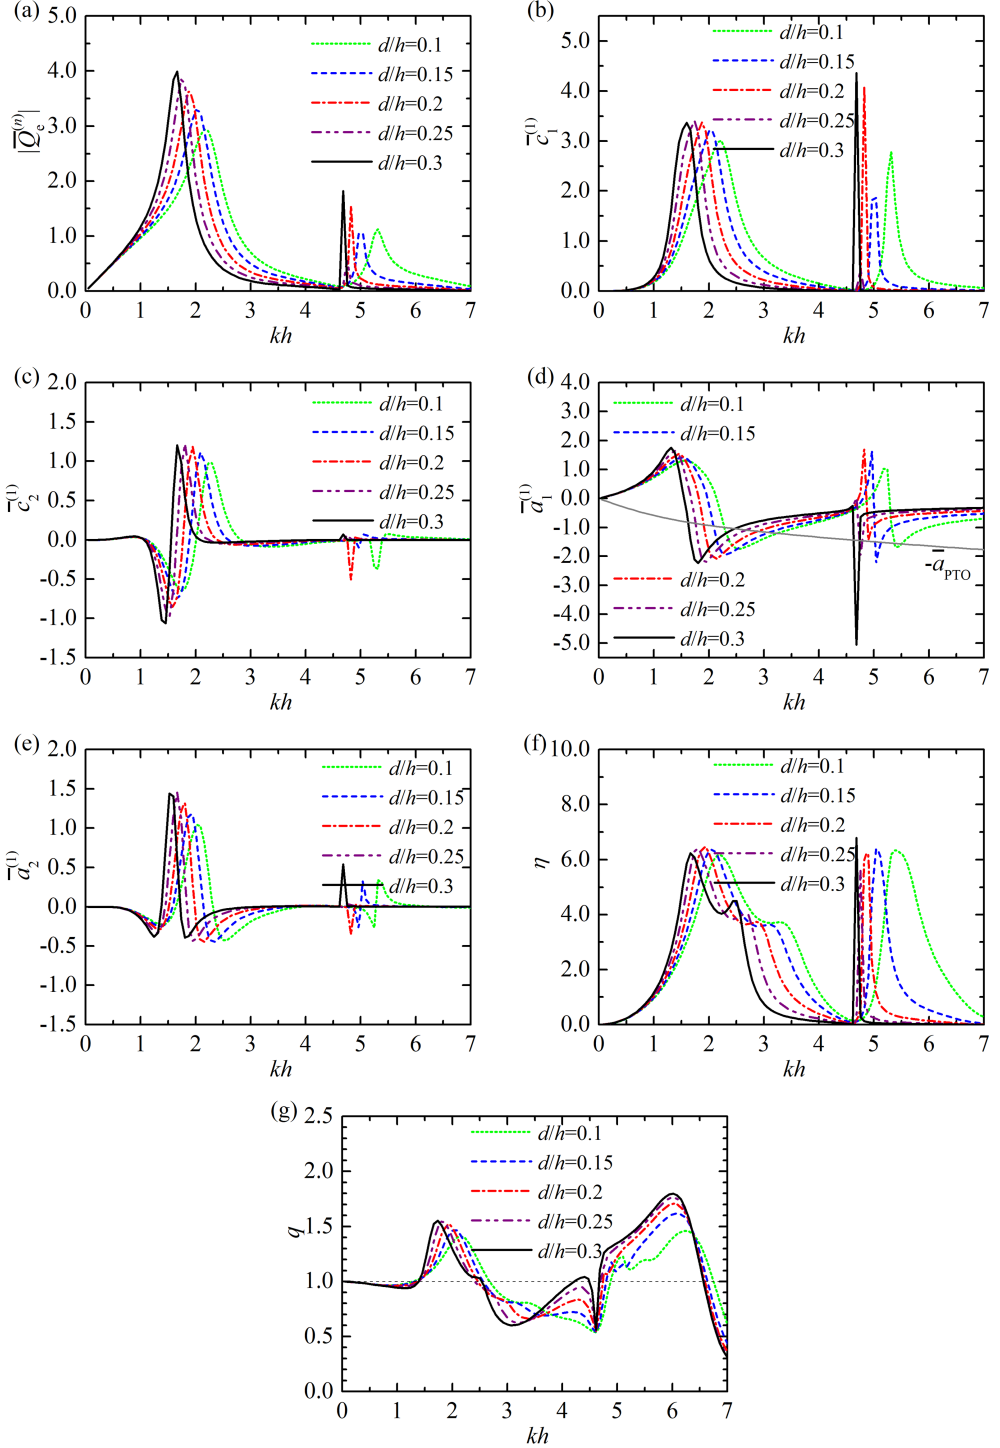 (a)
5.0
4.0
3.0
2.0
1.0
0.0
|Q̅ₑ⁽ⁿ⁾|
d/h=0.1
d/h=0.15
d/h=0.2
d/h=0.25
d/h=0.3
0 1 2 3 4 5 6 7
kh
(b)
5.0
4.0
3.0
2.0
1.0
0.0
c̅₁⁽¹⁾
d/h=0.1
d/h=0.15
d/h=0.2
d/h=0.25
d/h=0.3
0 1 2 3 4 5 6 7
kh
(c)
2.0
1.5
1.0
0.5
0.0
-0.5
-1.0
-1.5
c̅₂⁽¹⁾
d/h=0.1
d/h=0.15
d/h=0.2
d/h=0.25
d/h=0.3
0 1 2 3 4 5 6 7
kh
(d)
4.0
3.0
2.0
1.0
0.0
-1.0
-2.0
-3.0
-4.0
-5.0
a̅₁⁽¹⁾
d/h=0.1
d/h=0.15
-a̅PTO
d/h=0.2
d/h=0.25
d/h=0.3
0 1 2 3 4 5 6 7
kh
(e)
2.0
1.5
1.0
0.5
0.0
-0.5
-1.0
-1.5
a̅₂⁽¹⁾
d/h=0.1
d/h=0.15
d/h=0.2
d/h=0.25
d/h=0.3
0 1 2 3 4 5 6 7
kh
(f)
10.0
8.0
6.0
4.0
2.0
0.0
η
d/h=0.1
d/h=0.15
d/h=0.2
d/h=0.25
d/h=0.3
0 1 2 3 4 5 6 7
kh
(g)
2.5
2.0
1.5
1.0
0.5
0.0
q
d/h=0.1
d/h=0.15
d/h=0.2
d/h=0.25
d/h=0.3
0 1 2 3 4 5 6 7
kh